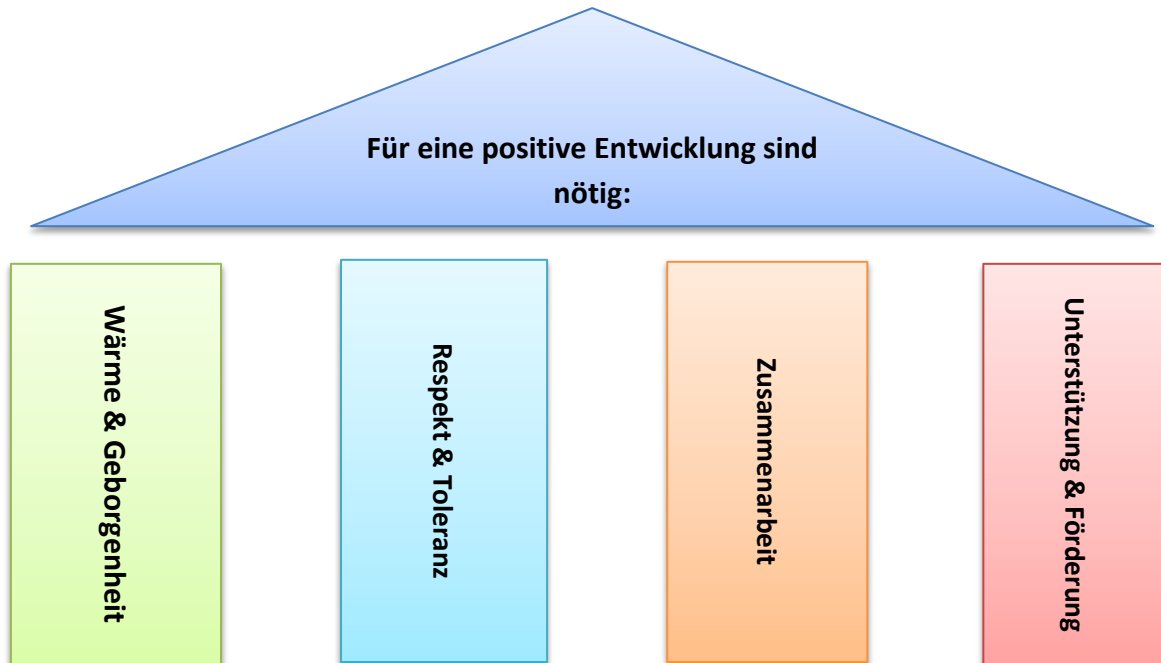 Für eine positive Entwicklung sind
nötig:
Wärme & Geborgenheit
Respekt & Toleranz
Zusammenarbeit
Unterstützung & Förderung